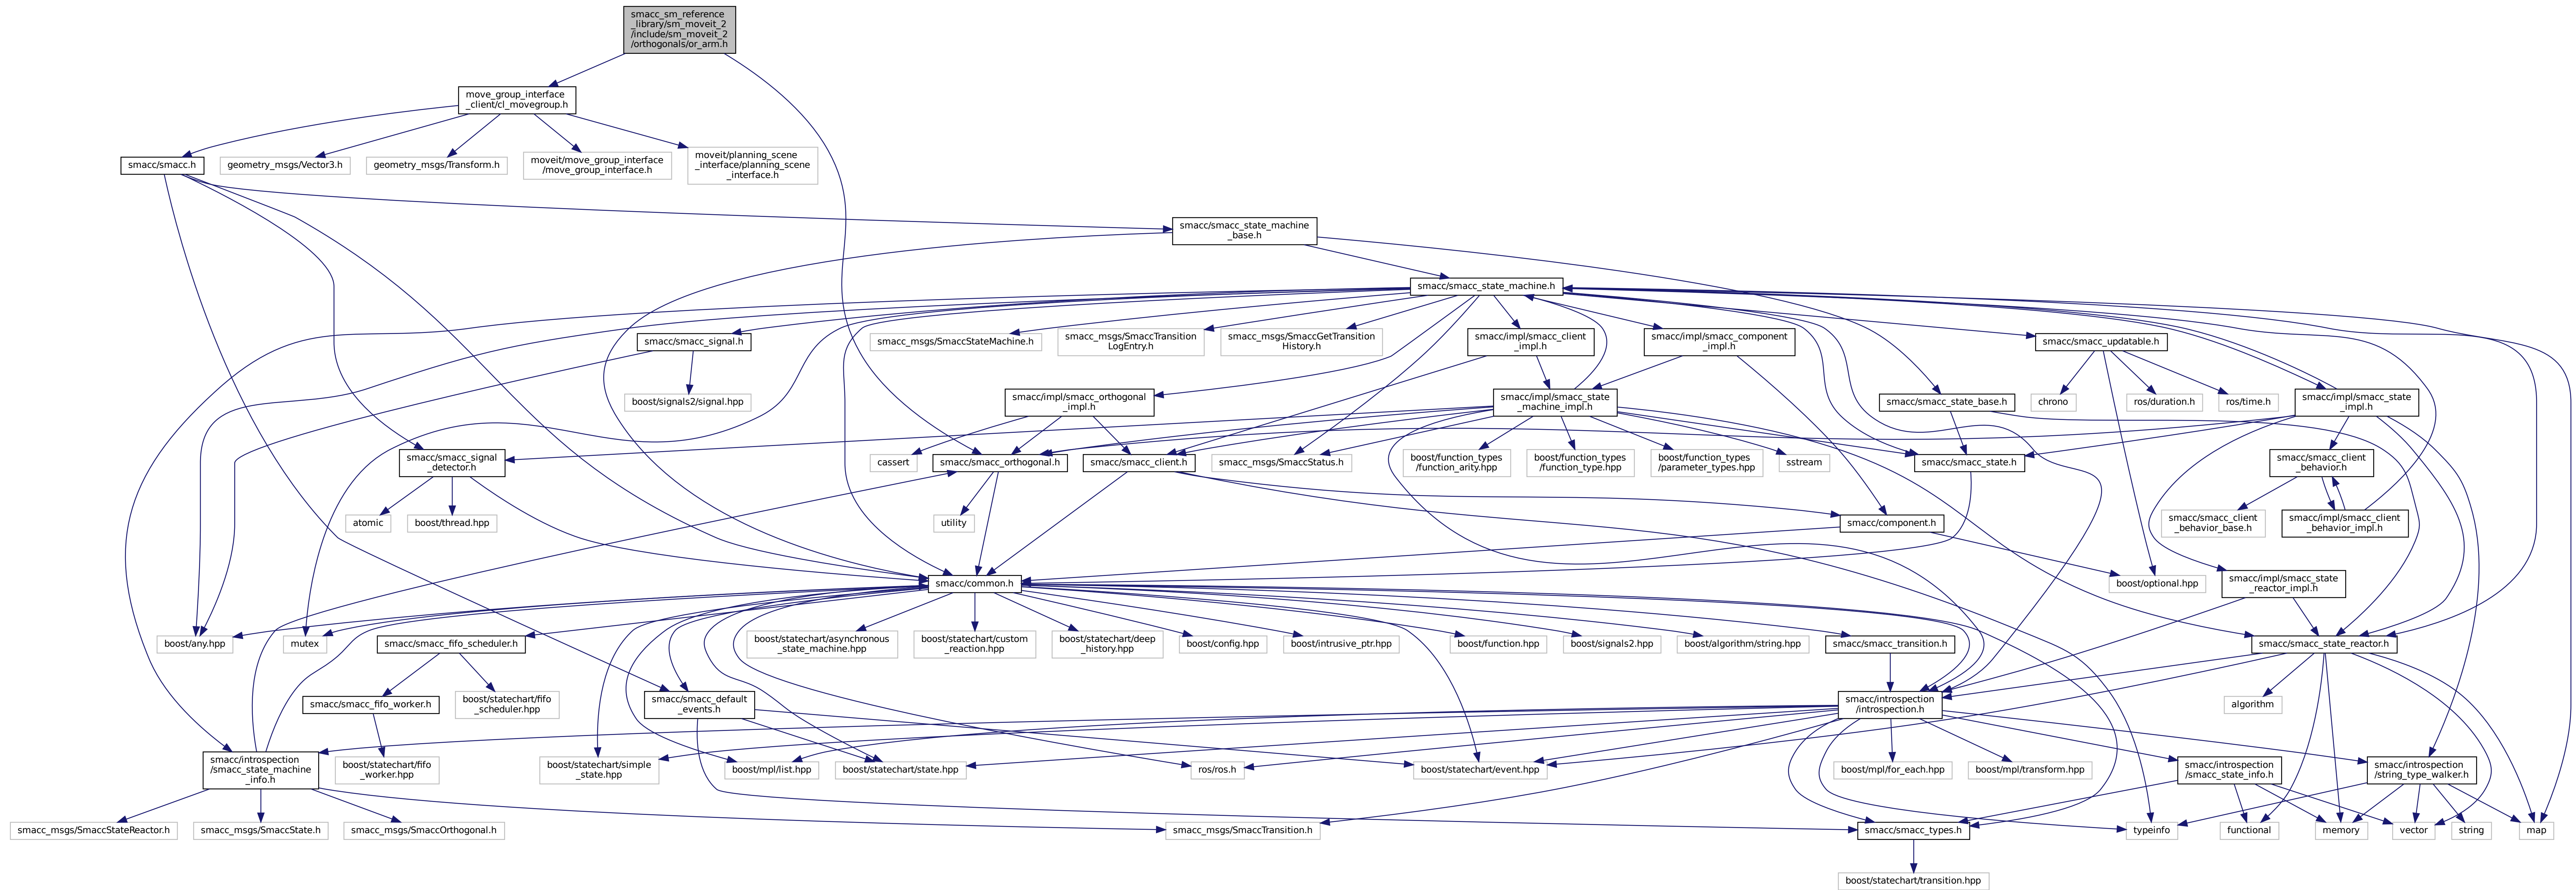 smacc_sm_reference
_library/sm_moveit_2
/include/sm_moveit_2
/orthogonals/or_arm.h
move_group_interface
_client/cl_movegroup.h
smacc/smacc.h
geometry_msgs/Vector3.h
geometry_msgs/Transform.h
moveit/move_group_interface
/move_group_interface.h
moveit/planning_scene
_interface/planning_scene
_interface.h
smacc/smacc_state_machine
_base.h
smacc/smacc_state_machine.h
smacc/smacc_signal.h
smacc_msgs/SmaccStateMachine.h
smacc_msgs/SmaccTransition
LogEntry.h
smacc_msgs/SmaccGetTransition
History.h
smacc/impl/smacc_client
_impl.h
smacc/impl/smacc_component
_impl.h
smacc/smacc_updatable.h
boost/signals2/signal.hpp
smacc/impl/smacc_orthogonal
_impl.h
smacc/impl/smacc_state
_machine_impl.h
smacc/smacc_state_base.h
chrono
ros/duration.h
ros/time.h
smacc/impl/smacc_state
_impl.h
smacc/smacc_signal
_detector.h
cassert
smacc/smacc_orthogonal.h
smacc/smacc_client.h
smacc_msgs/SmaccStatus.h
boost/function_types
/function_arity.hpp
boost/function_types
/function_type.hpp
boost/function_types
/parameter_types.hpp
sstream
smacc/smacc_state.h
smacc/smacc_client
_behavior.h
atomic
boost/thread.hpp
utility
smacc/component.h
smacc/smacc_client
_behavior_base.h
smacc/impl/smacc_client
_behavior_impl.h
smacc/common.h
boost/optional.hpp
smacc/impl/smacc_state
_reactor_impl.h
boost/any.hpp
mutex
smacc/smacc_fifo_scheduler.h
boost/statechart/asynchronous
_state_machine.hpp
boost/statechart/custom
_reaction.hpp
boost/statechart/deep
_history.hpp
boost/config.hpp
boost/intrusive_ptr.hpp
boost/function.hpp
boost/signals2.hpp
boost/algorithm/string.hpp
smacc/smacc_transition.h
smacc/smacc_state_reactor.h
smacc/smacc_fifo_worker.h
boost/statechart/fifo
_scheduler.hpp
smacc/smacc_default
_events.h
smacc/introspection
/introspection.h
algorithm
smacc/introspection
/smacc_state_machine
_info.h
boost/statechart/fifo
_worker.hpp
boost/statechart/simple
_state.hpp
boost/mpl/list.hpp
boost/statechart/state.hpp
ros/ros.h
boost/statechart/event.hpp
boost/mpl/for_each.hpp
boost/mpl/transform.hpp
smacc/introspection
/smacc_state_info.h
smacc/introspection
/string_type_walker.h
smacc_msgs/SmaccStateReactor.h
smacc_msgs/SmaccState.h
smacc_msgs/SmaccOrthogonal.h
smacc_msgs/SmaccTransition.h
smacc/smacc_types.h
typeinfo
functional
memory
vector
string
map
boost/statechart/transition.hpp